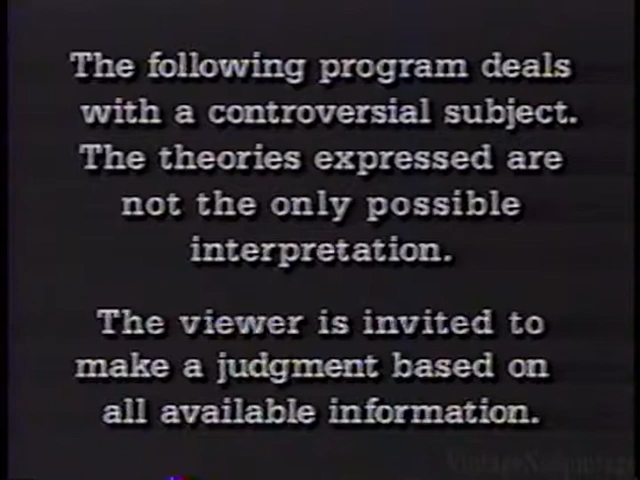 The following program deals
with a controversial subject.
The theories expressed are
not the only possible
interpretation.
The viewer is invited to
make a judgment based on
all available information.